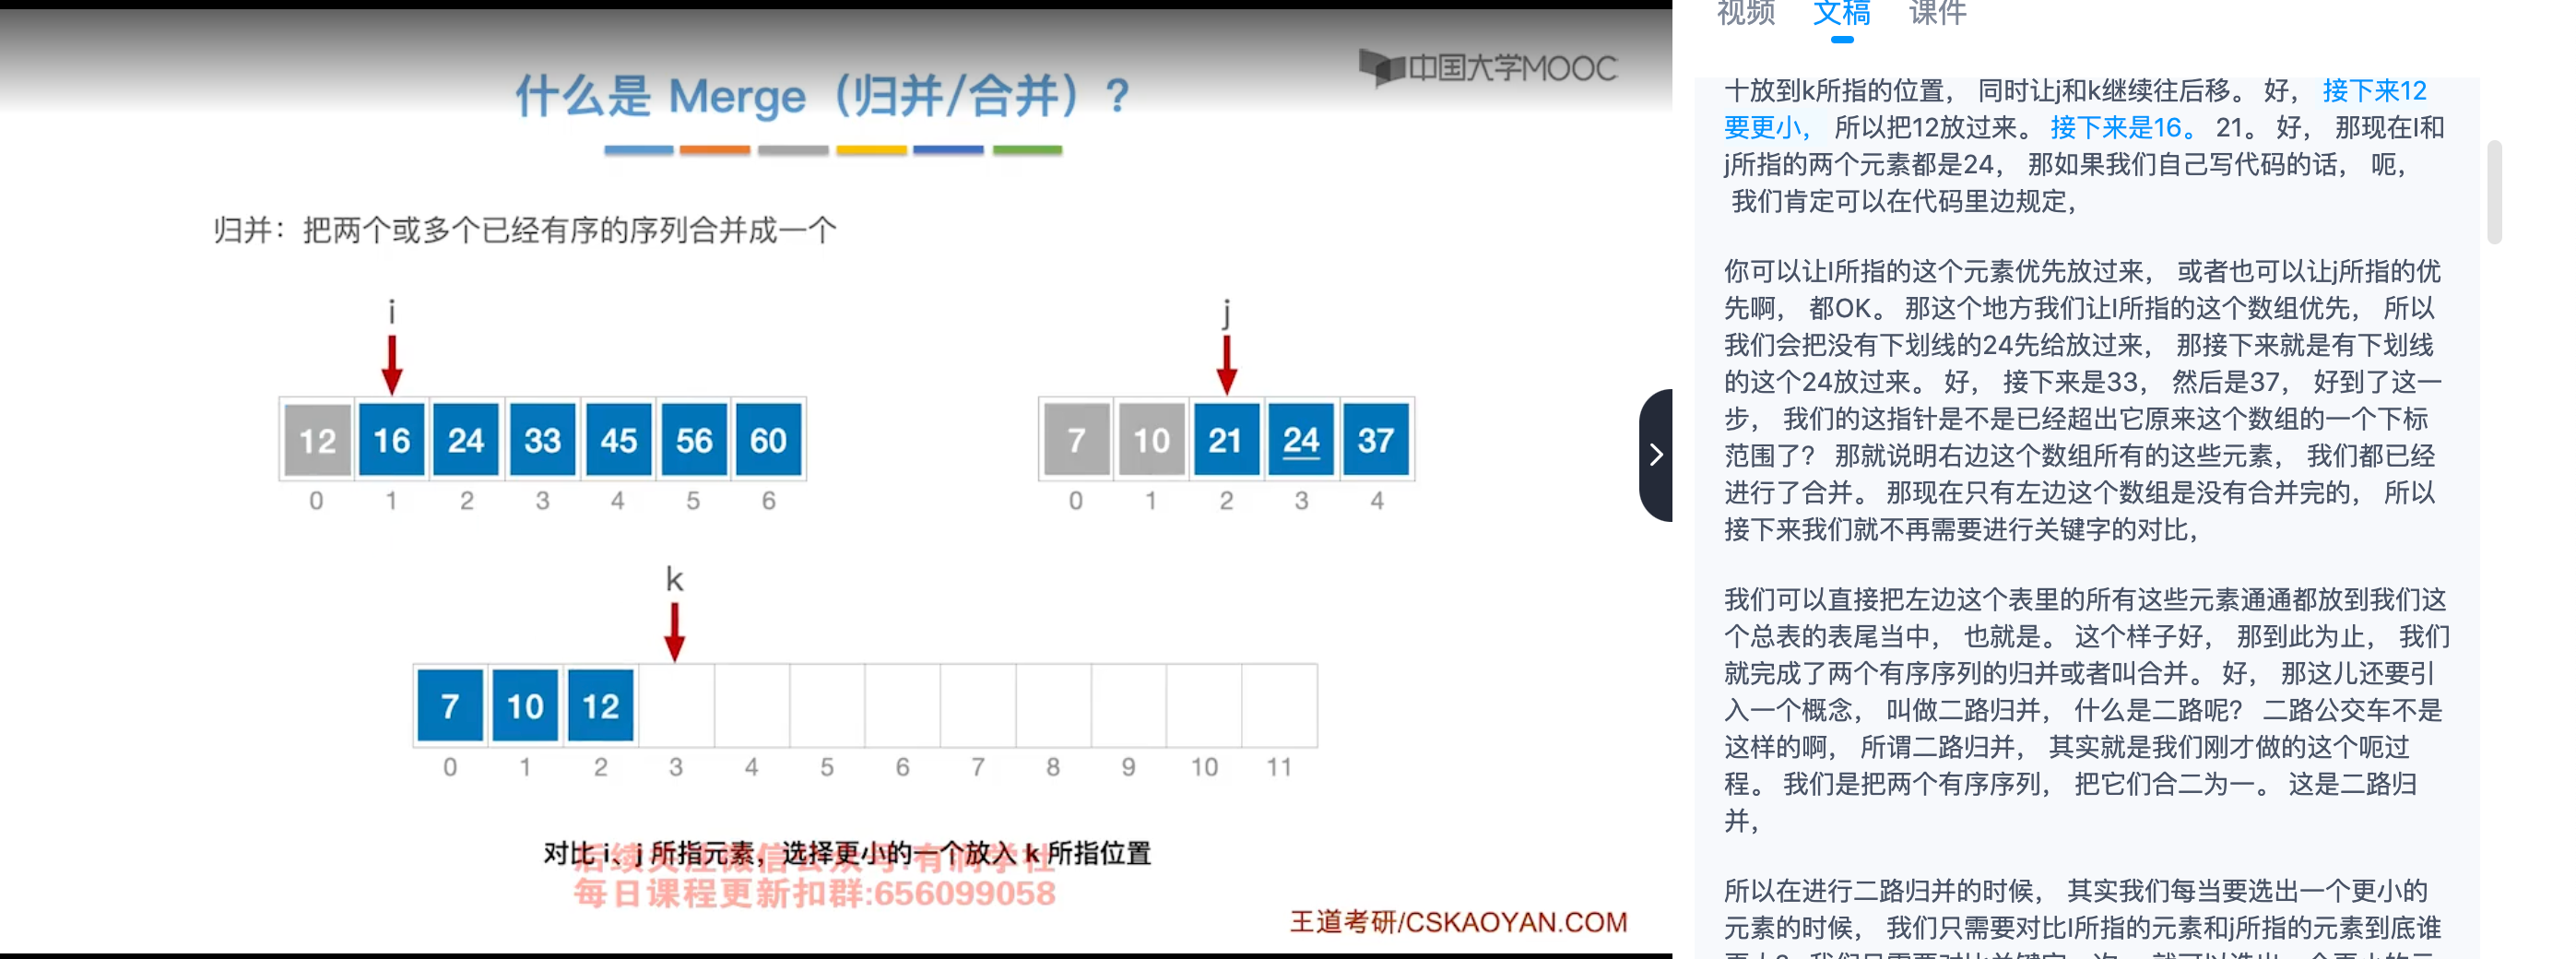 中国大学MOOC
什么是 Merge（归并/合并）?
归并：把两个或多个已经有序的序列合并成一个
i
j
12 16 24 33 45 56 60
0 1 2 3 4 5 6
7 10 21 24 37
0 1 2 3 4
k
7 10 12
0 1 2 3 4 5 6 7 8 9 10 11
对比 i、j 所指元素，选择更小的一个放入 k 所指位置
每日课程更新扣群:656099058
王道考研/CSKAOYAN.COM
视频 文稿 课件
十放到k所指的位置， 同时让j和k继续往后移。 好， 接下来12
要更小， 所以把12放过来。 接下来是16。 21。 好， 那现在I和
j所指的两个元素都是24， 那如果我们自己写代码的话， 呃，
我们肯定可以在代码里边规定，
你可以让I所指的这个元素优先放过来， 或者也可以让j所指的优
先啊， 都OK。 那这个地方我们让I所指的这个数组优先， 所以
我们会把没有下划线的24先给放过来， 那接下来就是有下划线
的这个24放过来。 好， 接下来是33， 然后是37， 好到了这一
步， 我们的这指针是不是已经超出它原来这个数组的一个下标
范围了? 那就说明右边这个数组所有的这些元素， 我们都已经
进行了合并。 那现在只有左边这个数组是没有合并完的， 所以
接下来我们就不再需要进行关键字的对比，
我们可以直接把左边这个表里的所有这些元素通通都放到我们这
个总表的表尾当中， 也就是。 这个样子好， 那到此为止， 我们
就完成了两个有序序列的归并或者叫合并。 好， 那这儿还要引
入一个概念， 叫做二路归并， 什么是二路呢? 二路公交车不是
这样的啊， 所谓二路归并， 其实就是我们刚才做的这个呃过
程。 我们是把两个有序序列， 把它们合二为一。 这是二路归
并，
所以在进行二路归并的时候， 其实我们每当要选出一个更小的
元素的时候， 我们只需要对比I所指的元素和j所指的元素到底谁